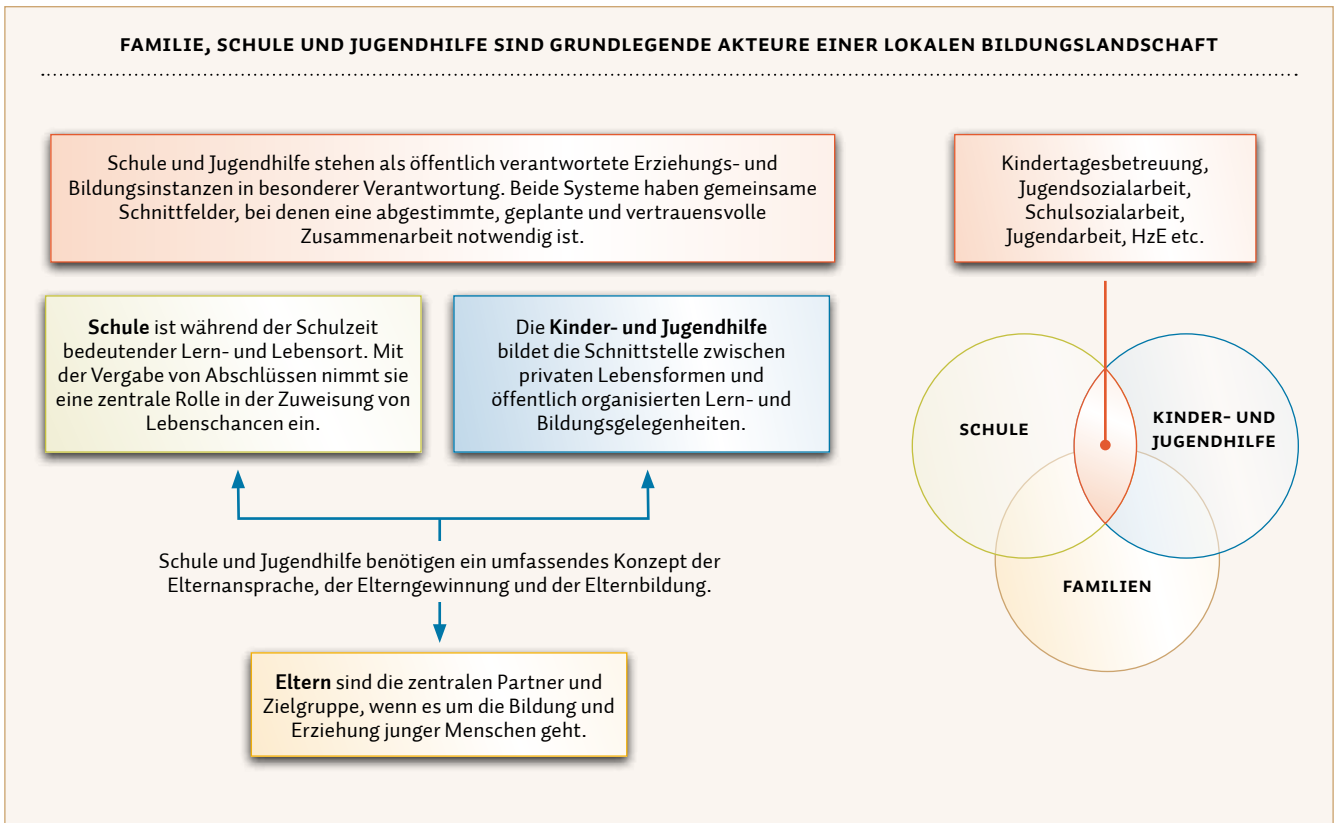 FAMILIE, SCHULE UND JUGENDHILFE SIND GRUNDLEGENDE AKTEURE EINER LOKALEN BILDUNGSLANDSCHAFT
Schule und Jugendhilfe stehen als öffentlich verantwortete Erziehungs- und
Bildungsinstanzen in besonderer Verantwortung. Beide Systeme haben gemeinsame
Schnittfelder, bei denen eine abgestimmte, geplante und vertrauensvolle
Zusammenarbeit notwendig ist.
Schule ist während der Schulzeit
bedeutender Lern- und Lebensort. Mit
der Vergabe von Abschlüssen nimmt sie
eine zentrale Rolle in der Zuweisung von
Lebenschancen ein.
Die Kinder- und Jugendhilfe
bildet die Schnittstelle zwischen
privaten Lebensformen und
öffentlich organisierten Lern- und
Bildungsgelegenheiten.
Schule und Jugendhilfe benötigen ein umfassendes Konzept der
Elternansprache, der Elterngewinnung und der Elternbildung.
Eltern sind die zentralen Partner und
Zielgruppe, wenn es um die Bildung und
Erziehung junger Menschen geht.
Kindertagesbetreuung,
Jugendsozialarbeit,
Schulsozialarbeit,
Jugendarbeit, HzE etc.
SCHULE
KINDER- UND
JUGENDHILFE
FAMILIEN